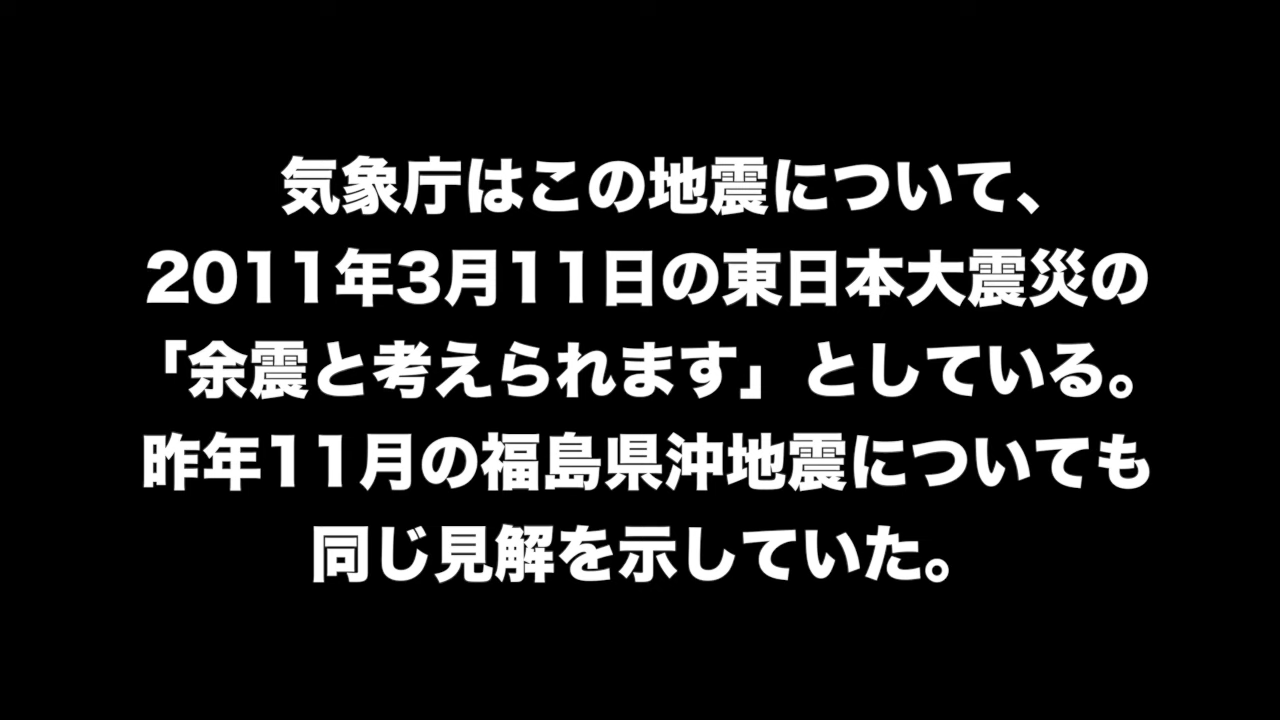 気象庁はこの地震について、
2011年3月11日の東日本大震災の
「余震と考えられます」としている。
昨年11月の福島県沖地震についても
同じ見解を示していた。